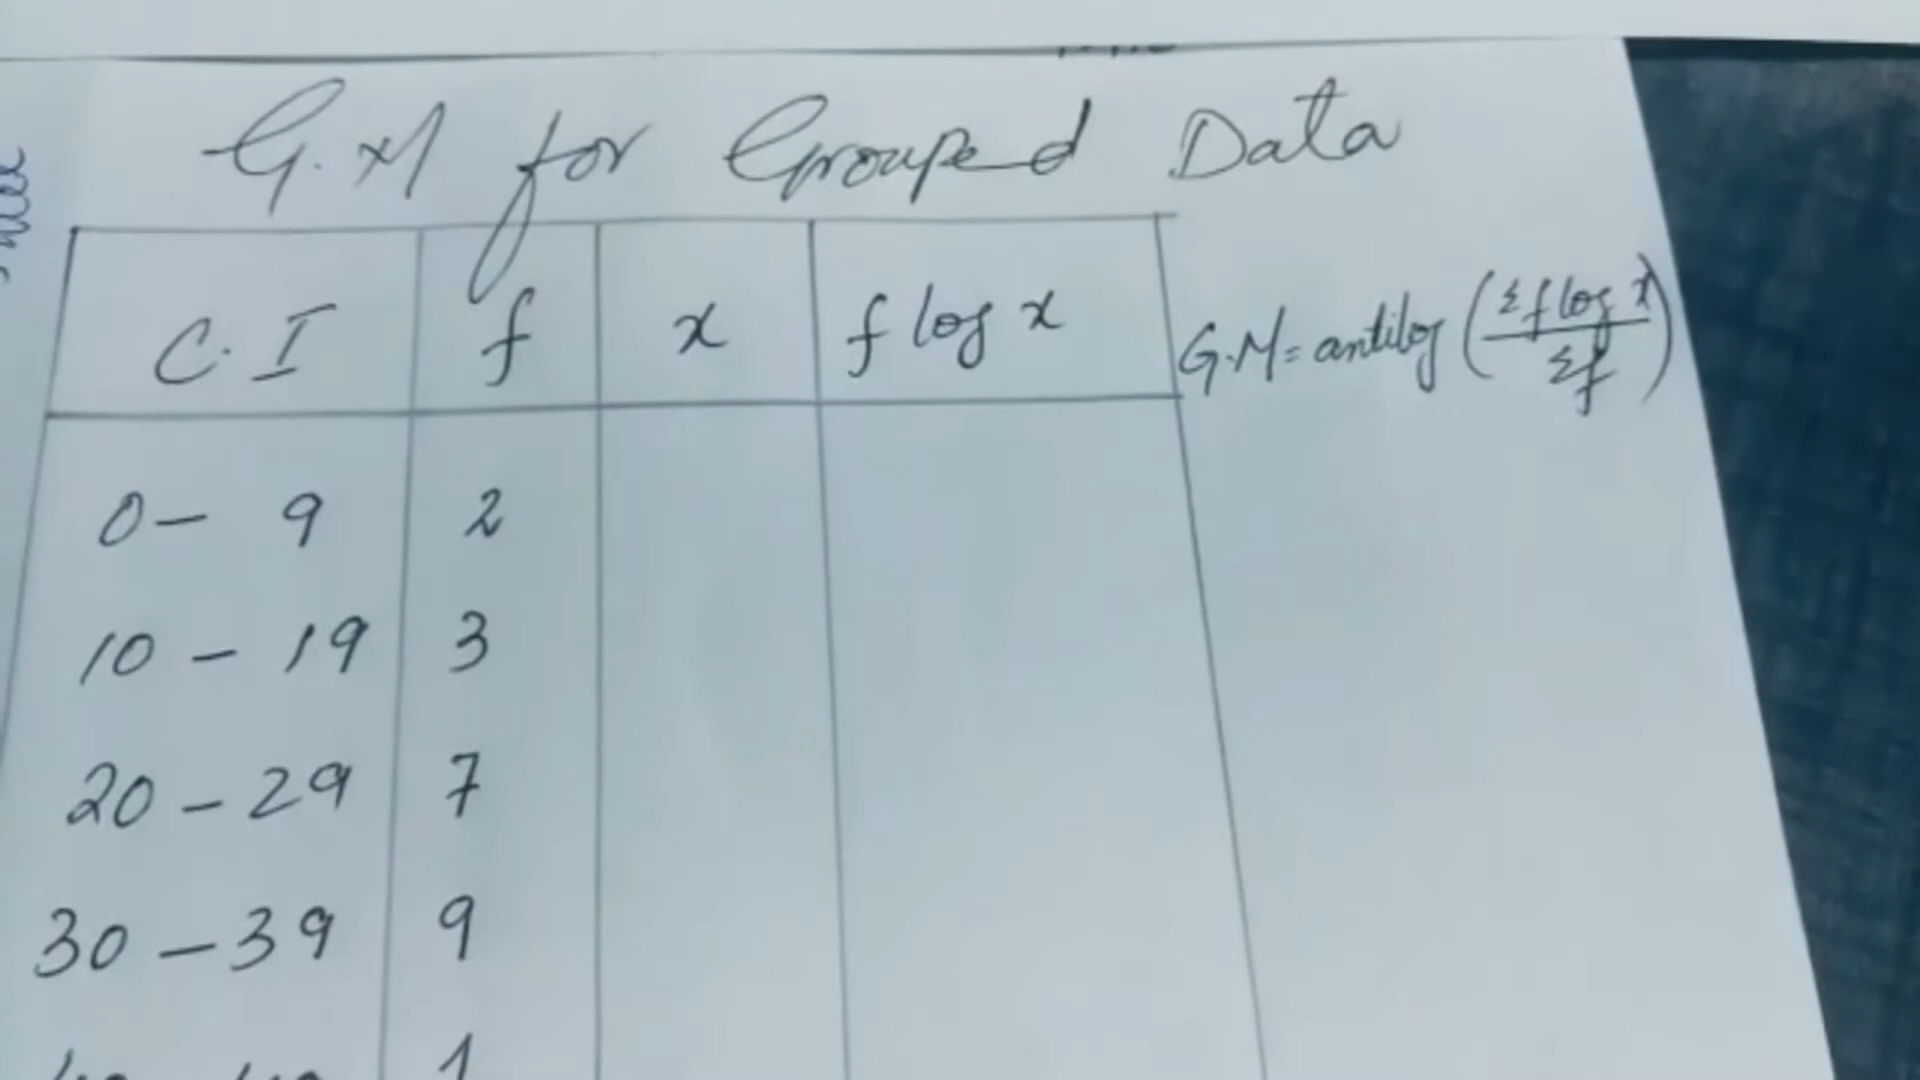 G.M for Grouped Data
C.I f x f log x G.M = antilog (Σf log x / Σf)
0 - 9 2
10 - 19 3
20 - 29 7
30 - 39 9